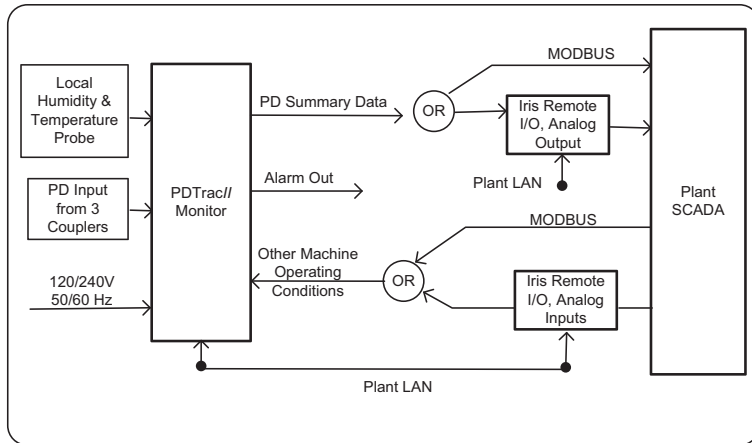 Local
Humidity &
Temperature
Probe
PD Input
from 3
Couplers
120/240V
50/60 Hz
PDTracII
Monitor
PD Summary Data
Alarm Out
Other Machine
Operating
Conditions
OR
MODBUS
Iris Remote
I/O, Analog
Output
Plant LAN
MODBUS
OR
Iris Remote
I/O, Analog
Inputs
Plant LAN
Plant
SCADA